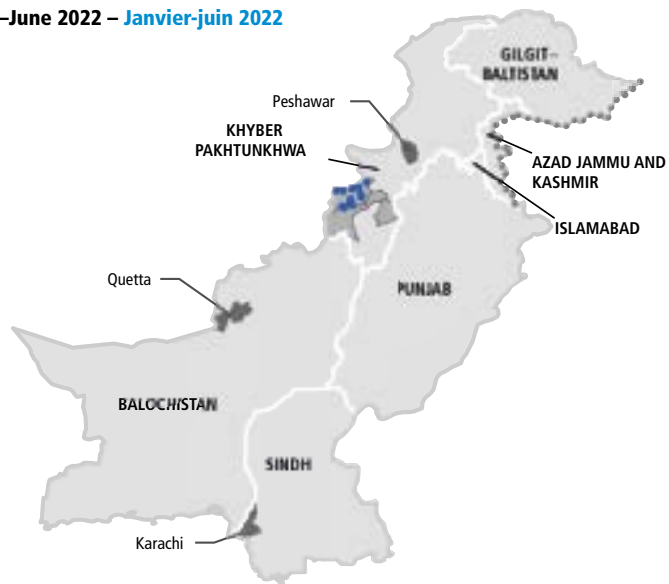 –June 2022 – Janvier-juin 2022
GILGIT–
BALTISTAN
Peshawar
KHYBER
PAKHTUNKHWA
AZAD JAMMU AND
KASHMIR
ISLAMABAD
Quetta
PUNJAB
BALOCHISTAN
SINDH
Karachi